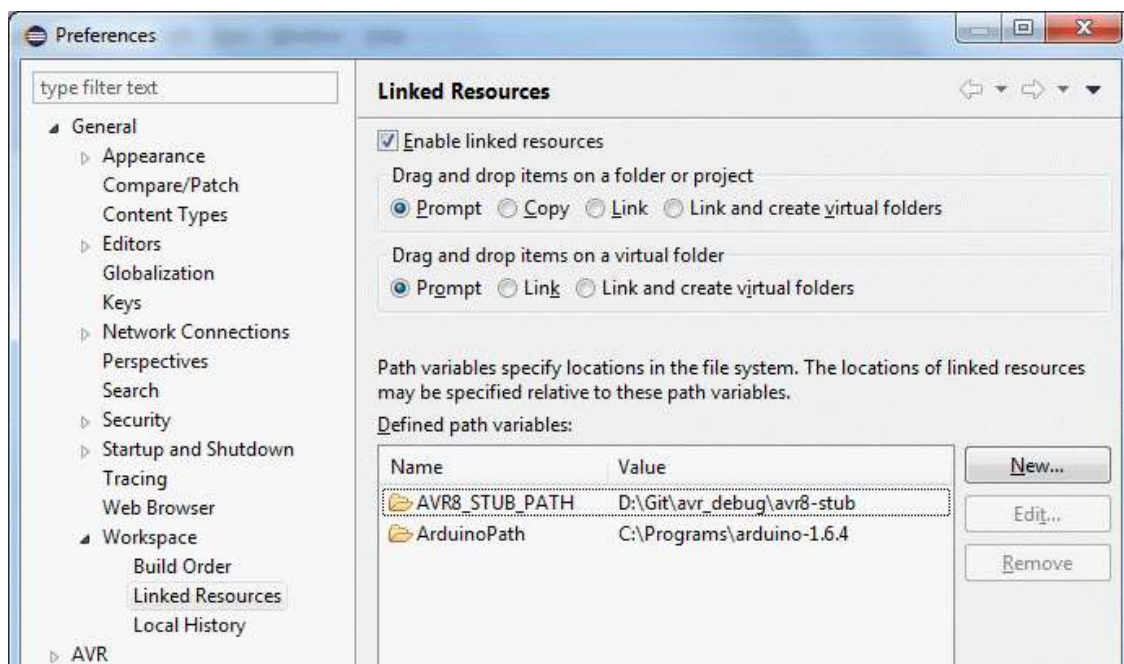 Preferences
type filter text
General
Appearance
Compare/Patch
Content Types
Editors
Globalization
Keys
Network Connections
Perspectives
Search
Security
Startup and Shutdown
Tracing
Web Browser
Workspace
Build Order
Linked Resources
Local History
AVR
Linked Resources
Enable linked resources
Drag and drop items on a folder or project
Prompt Copy Link Link and create virtual folders
Drag and drop items on a virtual folder
Prompt Link Link and create virtual folders
Path variables specify locations in the file system. The locations of linked resources
may be specified relative to these path variables.
Defined path variables:
Name Value
AVR8_STUB_PATH D:\Git\avr_debug\avr8-stub
ArduinoPath C:\Programs\arduino-1.6.4
New...
Edit...
Remove